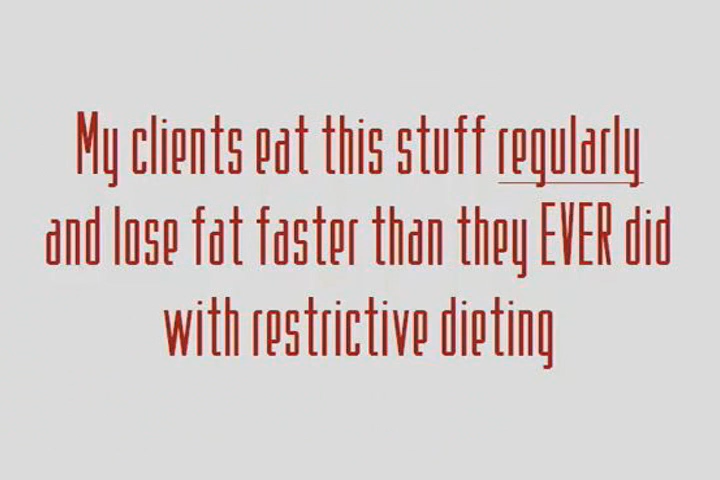 My clients eat this stuff regularly
and lose fat faster than they EVER did
with restrictive dieting